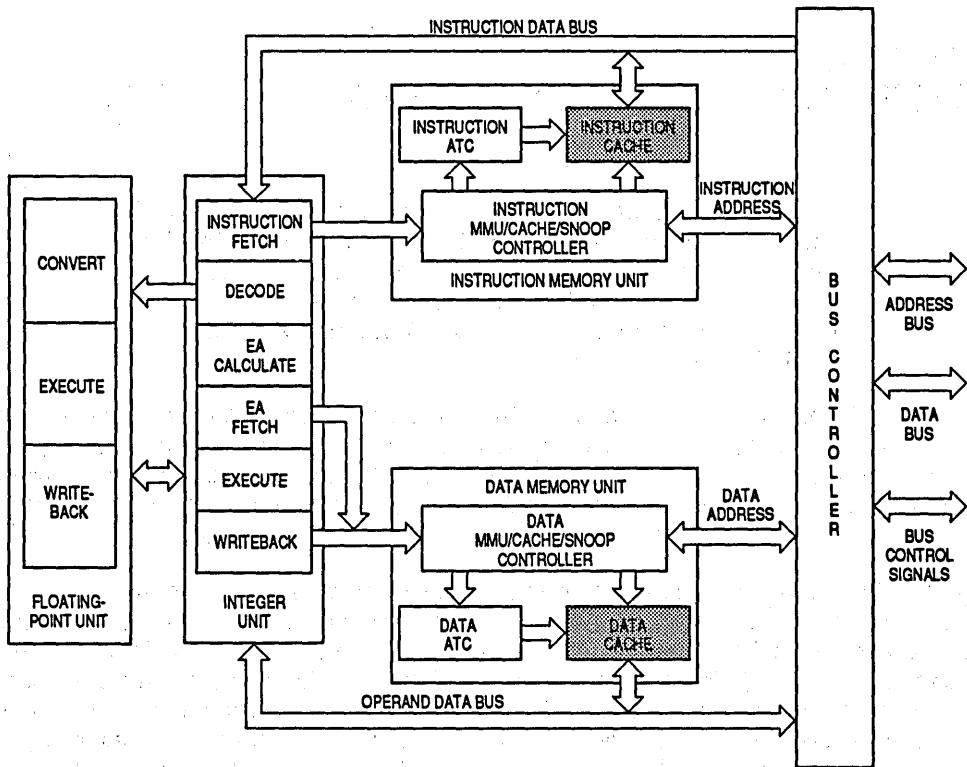 INSTRUCTION DATA BUS
INSTRUCTION
ATC
INSTRUCTION
CACHE
INSTRUCTION
MMU/CACHE/SNOOP
CONTROLLER
INSTRUCTION MEMORY UNIT
INSTRUCTION
ADDRESS
CONVERT
EXECUTE
WRITE-
BACK
FLOATING-
POINT UNIT
INSTRUCTION
FETCH
DECODE
EA
CALCULATE
EA
FETCH
EXECUTE
WRITEBACK
INTEGER
UNIT
DATA MEMORY UNIT
DATA
MMU/CACHE/SNOOP
CONTROLLER
DATA
ATC
DATA
CACHE
DATA
ADDRESS
OPERAND DATA BUS
BUS CONTROLLER
ADDRESS
BUS
DATA
BUS
BUS
CONTROL
SIGNALS